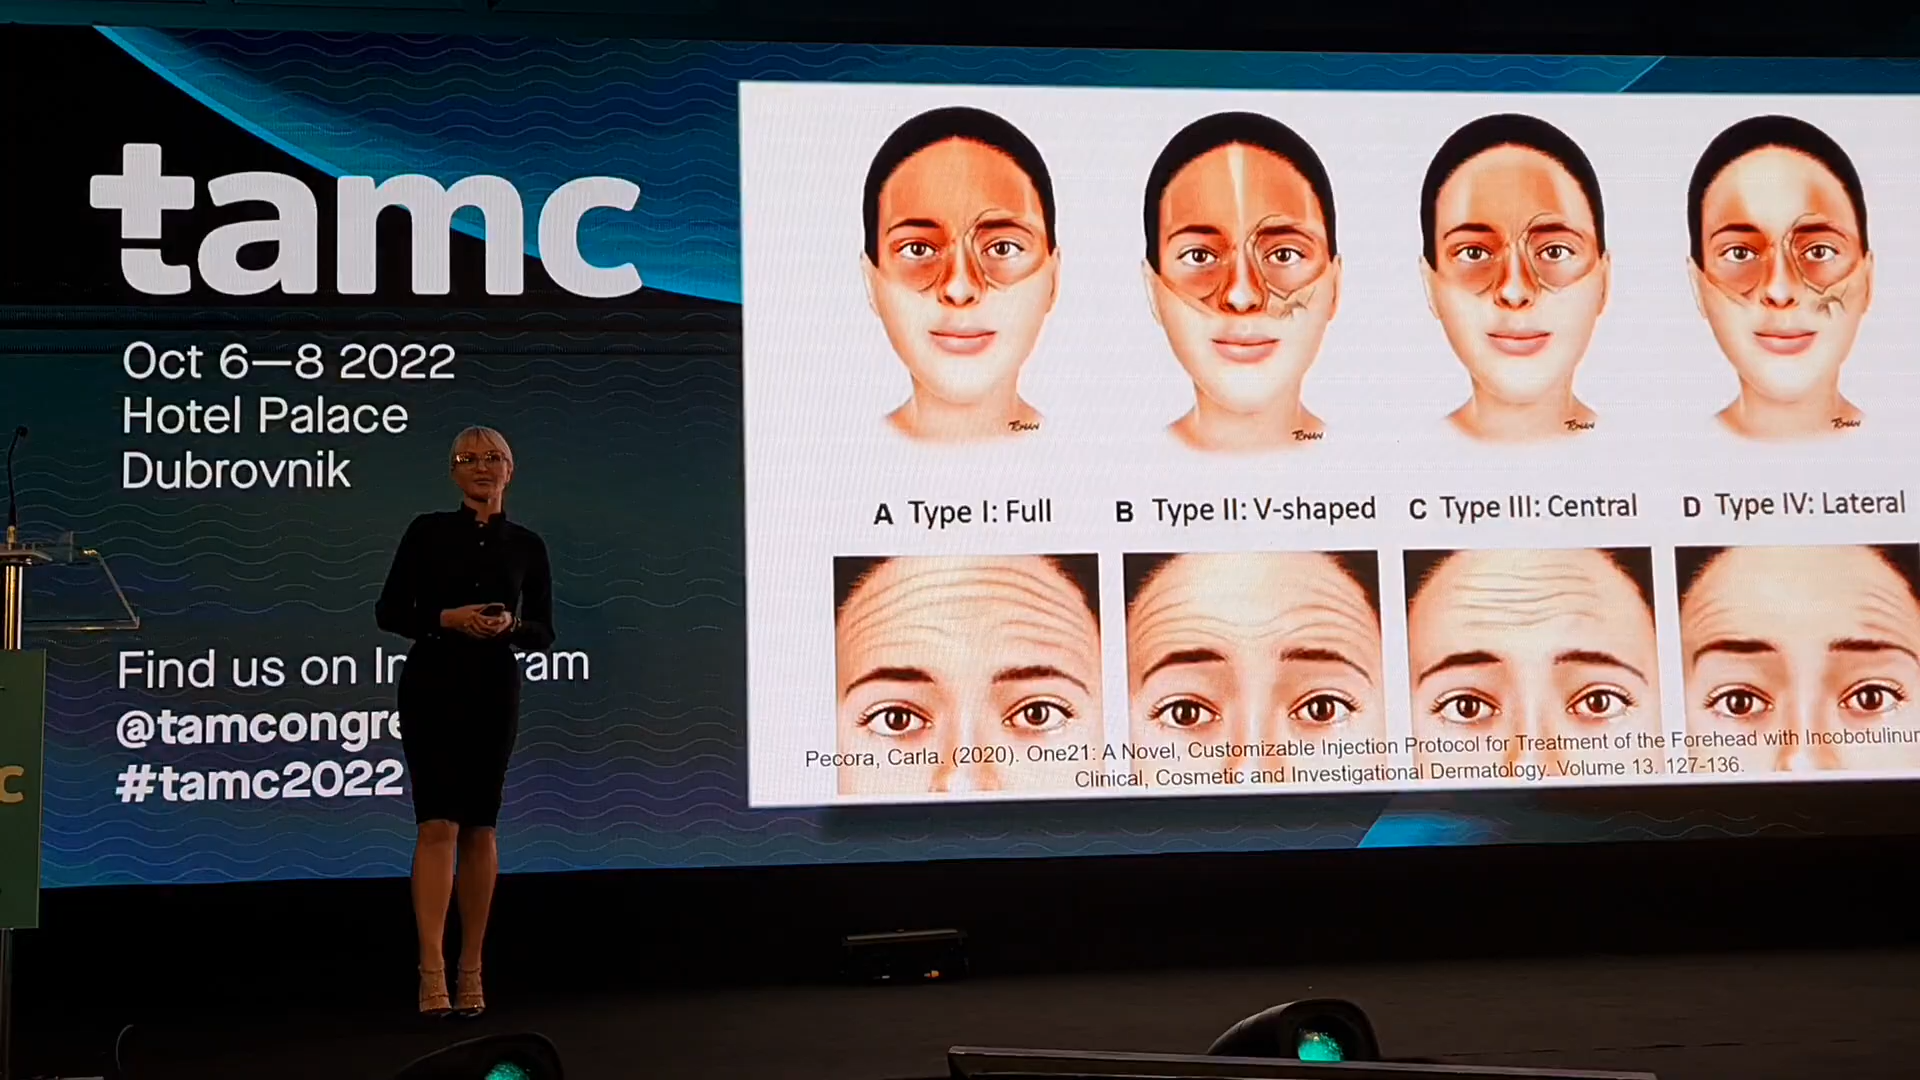 tamc
Oct 6—8 2022
Hotel Palace
Dubrovnik
Find us on In ram
@tamcongre
#tamc2022
c
A Type I: Full
B Type II: V-shaped
C Type III: Central
D Type IV: Lateral
Pecora, Carla. (2020). One21: A Novel, Customizable Injection Protocol for Treatment of the Forehead with Incobotulinum
Clinical, Cosmetic and Investigational Dermatology. Volume 13. 127-136.